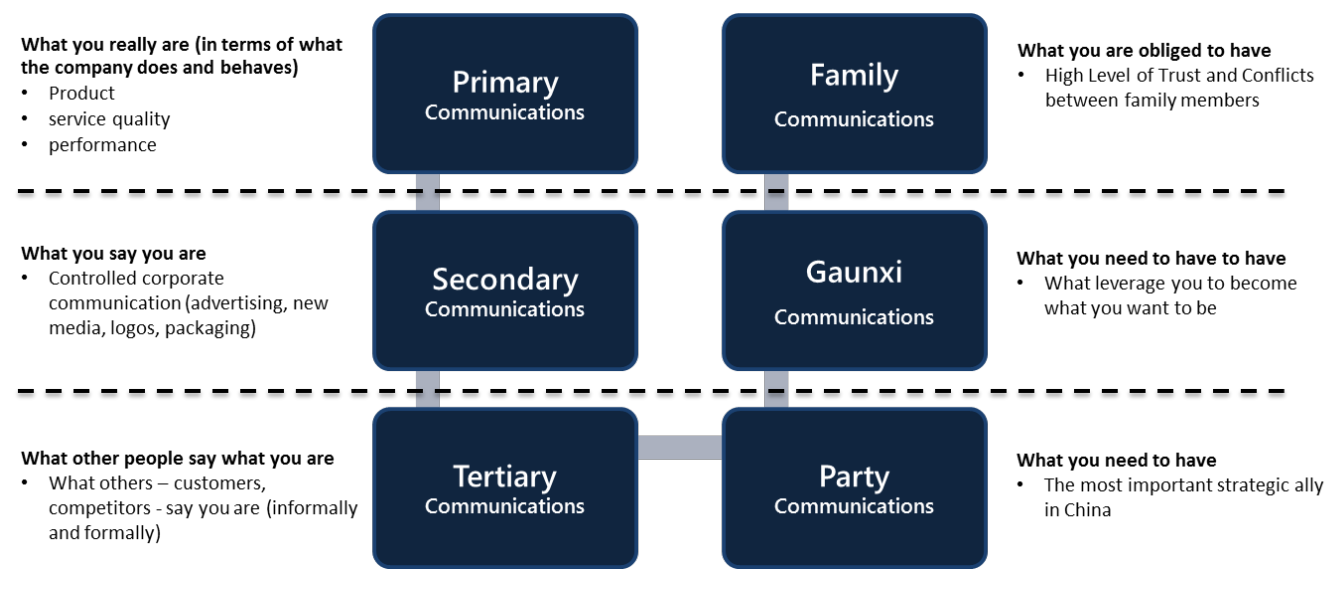 What you really are (in terms of what
the company does and behaves)
• Product
• service quality
• performance
Primary
Communications
Family
Communications
What you are obliged to have
• High Level of Trust and Conflicts
between family members
What you say you are
• Controlled corporate
communication (advertising, new
media, logos, packaging)
Secondary
Communications
Gaunxi
Communications
What you need to have to have
• What leverage you to become
what you want to be
What other people say what you are
• What others – customers,
competitors - say you are (informally
and formally)
Tertiary
Communications
Party
Communications
What you need to have
• The most important strategic ally
in China